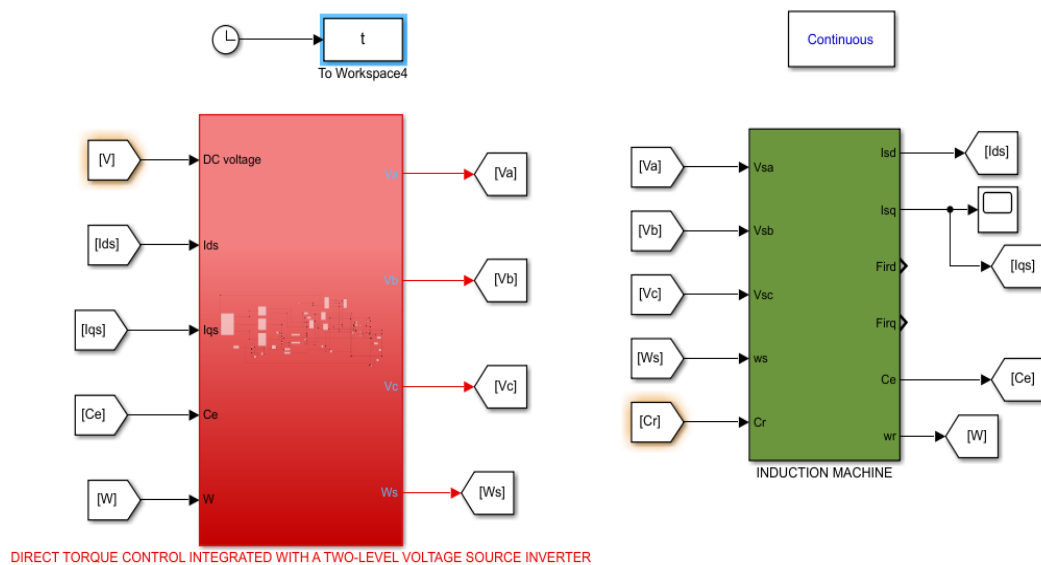 t
To Workspace4
Continuous
[V]
DC voltage
Va
[Va]
[Ids]
Ids
Vb
[Vb]
[Iqs]
Iqs
Vc
[Vc]
[Ce]
Ce
[W]
W
Ws
[Ws]
DIRECT TORQUE CONTROL INTEGRATED WITH A TWO-LEVEL VOLTAGE SOURCE INVERTER
[Va]
Vsa
Isd
[Ids]
[Vb]
Vsb
Isq
[Iqs]
[Vc]
Vsc
Fird
Firq
[Ws]
ws
Ce
[Ce]
[Cr]
Cr
wr
[W]
INDUCTION MACHINE